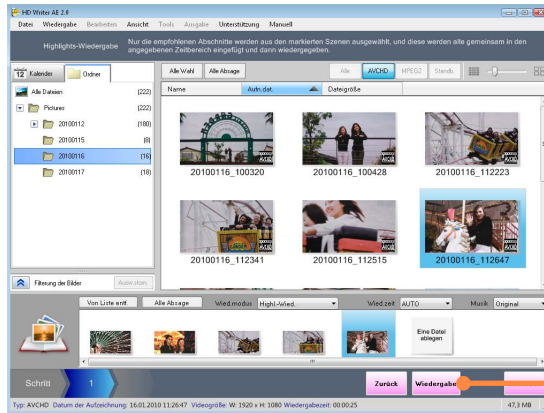 HD Writer AE 2.0
Datei Wiedergabe Bearbeiten Ansicht Tools Ausgabe Unterstützung Manuell
Highlights-Wiedergabe
Nur die empfohlenen Abschnitte werden aus den markierten Szenen ausgewählt, und diese werden alle gemeinsam in den
angegebenen Zeitbereich eingefügt und dann wiedergegeben.
12 Kalender Ordner
Alle Wahl Alle Absage Alle AVCHD MPEG2 Standb.
Alle Dateien (222)
Pictures (222)
20100112 (180)
20100115 (8)
20100116 (16)
20100117 (18)
Name Aufn.dat. Dateigröße
20100116_100320 20100116_100428 20100116_112223
20100116_112341 20100116_112515 20100116_112647
Filterung der Bilder
Von Liste entf. Alle Absage Wied.modus Highl.-Wied. Wied.zeit AUTO Musik Original
Eine Datei
ablegen
Schritt 1
Zurück Wiedergabe
Typ: AVCHD Datum der Aufzeichnung: 16.01.2010 11:26:47 Videogröße: W: 1920 x H: 1080 Wiedergabezeit: 00:00:25 47,3 MB